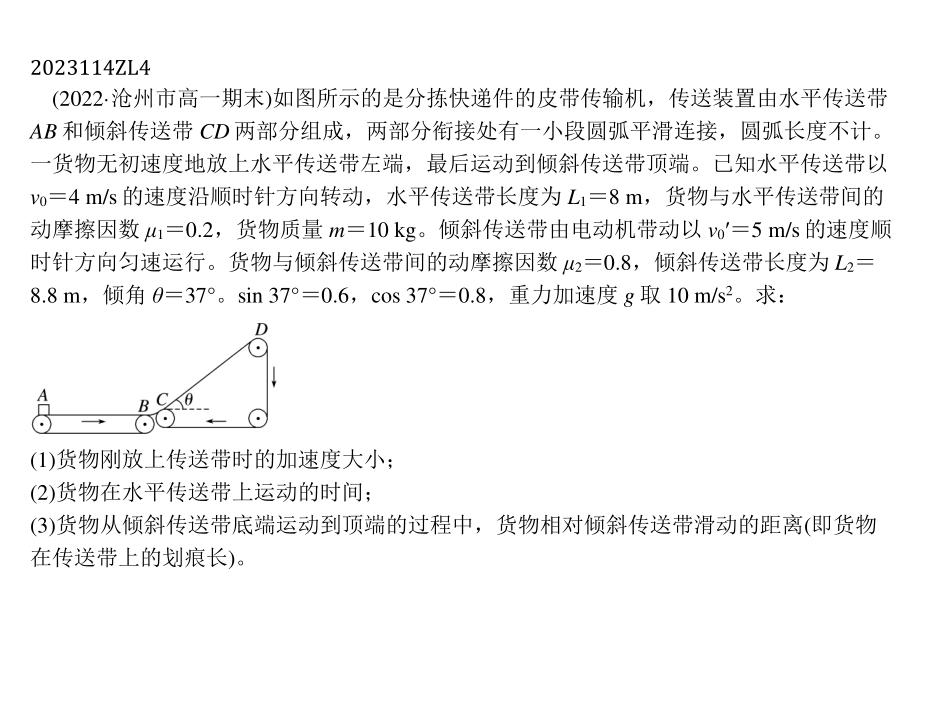 2023114ZL4
(2022·沧州市高一期末)如图所示的是分拣快递件的皮带传输机，传送装置由水平传送带
AB 和倾斜传送带 CD 两部分组成，两部分衔接处有一小段圆弧平滑连接，圆弧长度不计。
一货物无初速度地放上水平传送带左端，最后运动到倾斜传送带顶端。已知水平传送带以
v₀＝4 m/s 的速度沿顺时针方向转动，水平传送带长度为 L₁＝8 m，货物与水平传送带间的
动摩擦因数 μ₁＝0.2，货物质量 m＝10 kg。倾斜传送带由电动机带动以 v₀′＝5 m/s 的速度顺
时针方向匀速运行。货物与倾斜传送带间的动摩擦因数 μ₂＝0.8，倾斜传送带长度为 L₂＝
8.8 m，倾角 θ＝37°。sin 37°＝0.6，cos 37°＝0.8，重力加速度 g 取 10 m/s²。求：
D
A
B
C
θ
(1)货物刚放上传送带时的加速度大小；
(2)货物在水平传送带上运动的时间；
(3)货物从倾斜传送带底端运动到顶端的过程中，货物相对倾斜传送带滑动的距离(即货物
在传送带上的划痕长)。